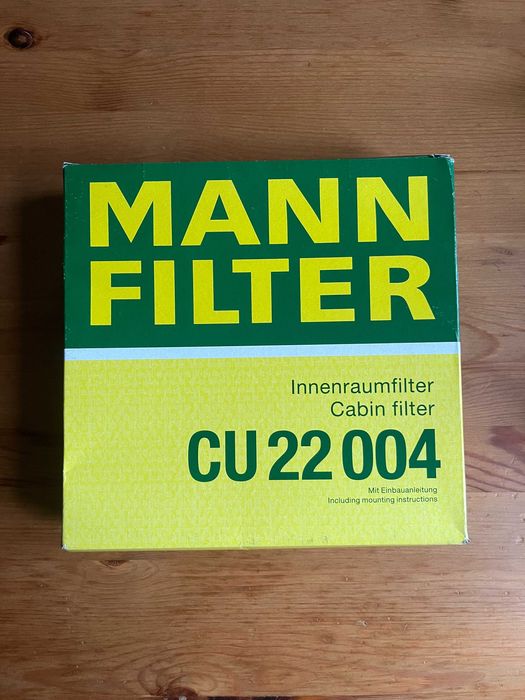 MANN
FILTER
Innenraumfilter
Cabin filter
CU 22 004
Mit Einbauanleitung
Including mounting instructions